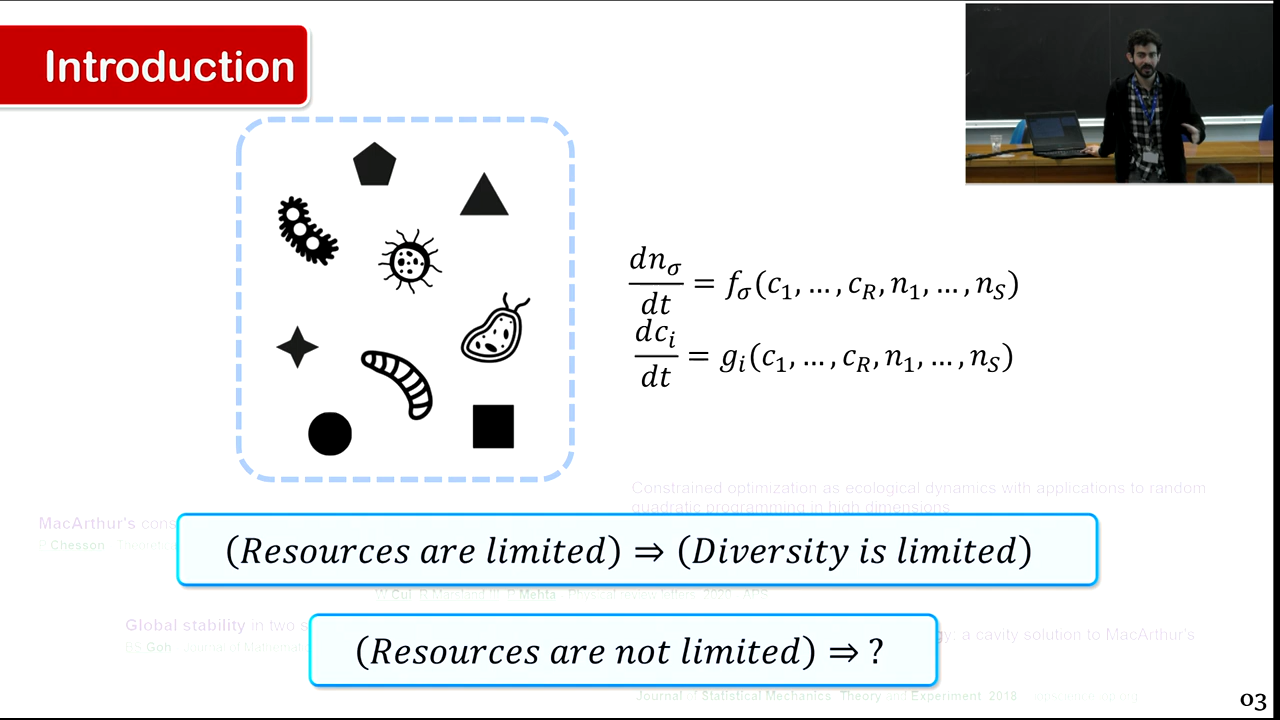 Introduction
dn_σ/dt = f_σ(c_1, …, c_R, n_1, …, n_S)
dc_i/dt = g_i(c_1, …, c_R, n_1, …, n_S)
Constrained optimization as ecological dynamics with applications to random
quadratic programming in high dimensions
MacArthur's
P Chesson
(Resources are limited) ⇒ (Diversity is limited)
W Cui, R Marsland III, P Mehta - Physical review letters, 2020 - APS
Global stability in two
BS Goh - Journal of
(Resources are not limited) ⇒ ?
: a cavity solution to MacArthur's
Journal of Statistical Mechanics: Theory and Experiment, 2018
03